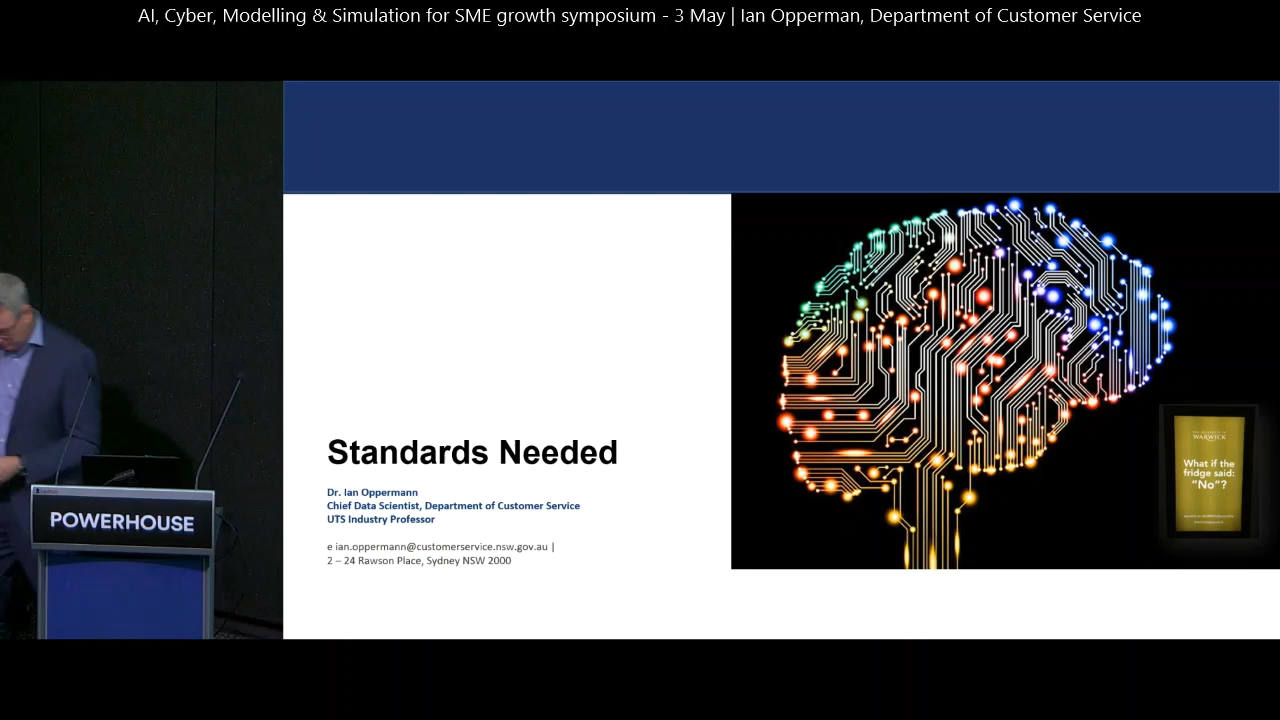 AI, Cyber, Modelling & Simulation for SME growth symposium - 3 May | Ian Opperman, Department of Customer Service
Standards Needed
Dr. Ian Oppermann
Chief Data Scientist, Department of Customer Service
UTS Industry Professor
e ian.oppermann@customerservice.nsw.gov.au |
2 – 24 Rawson Place, Sydney NSW 2000
POWERHOUSE
WARWICK
What if the
fridge said:
"No"?